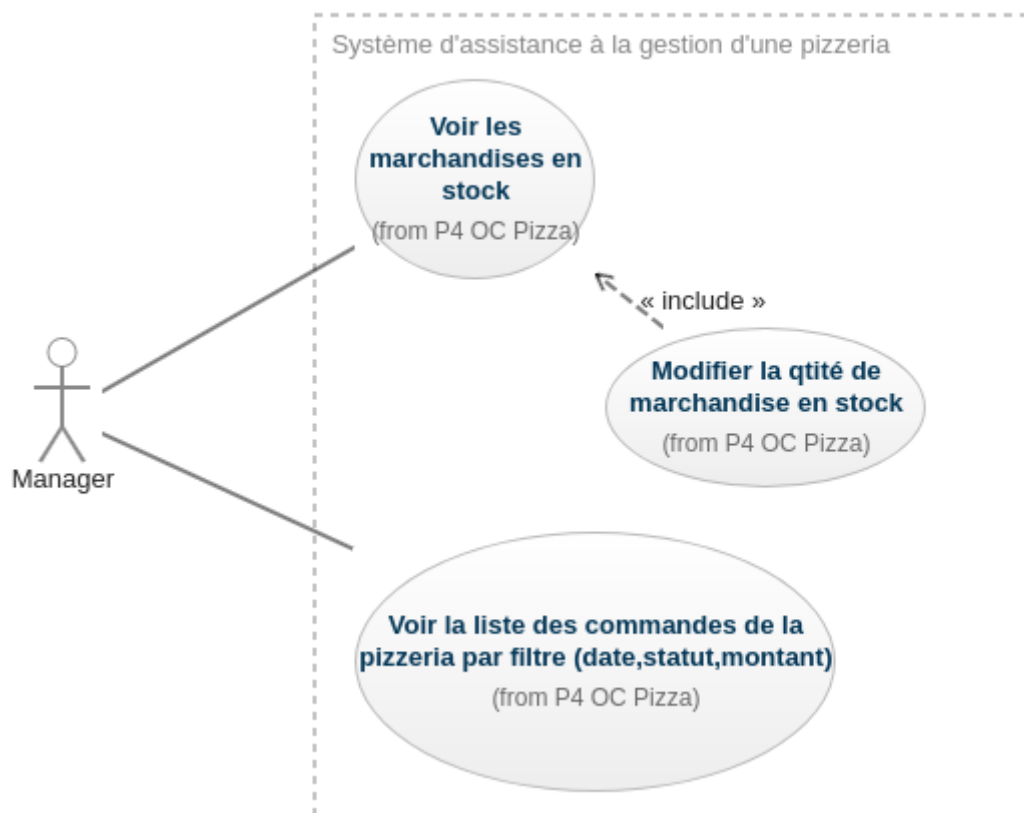 Système d'assistance à la gestion d'une pizzeria
Voir les
marchandises en
stock
(from P4 OC Pizza)
« include »
Modifier la qtité de
marchandise en stock
(from P4 OC Pizza)
Manager
Voir la liste des commandes de la
pizzeria par filtre (date,statut,montant)
(from P4 OC Pizza)